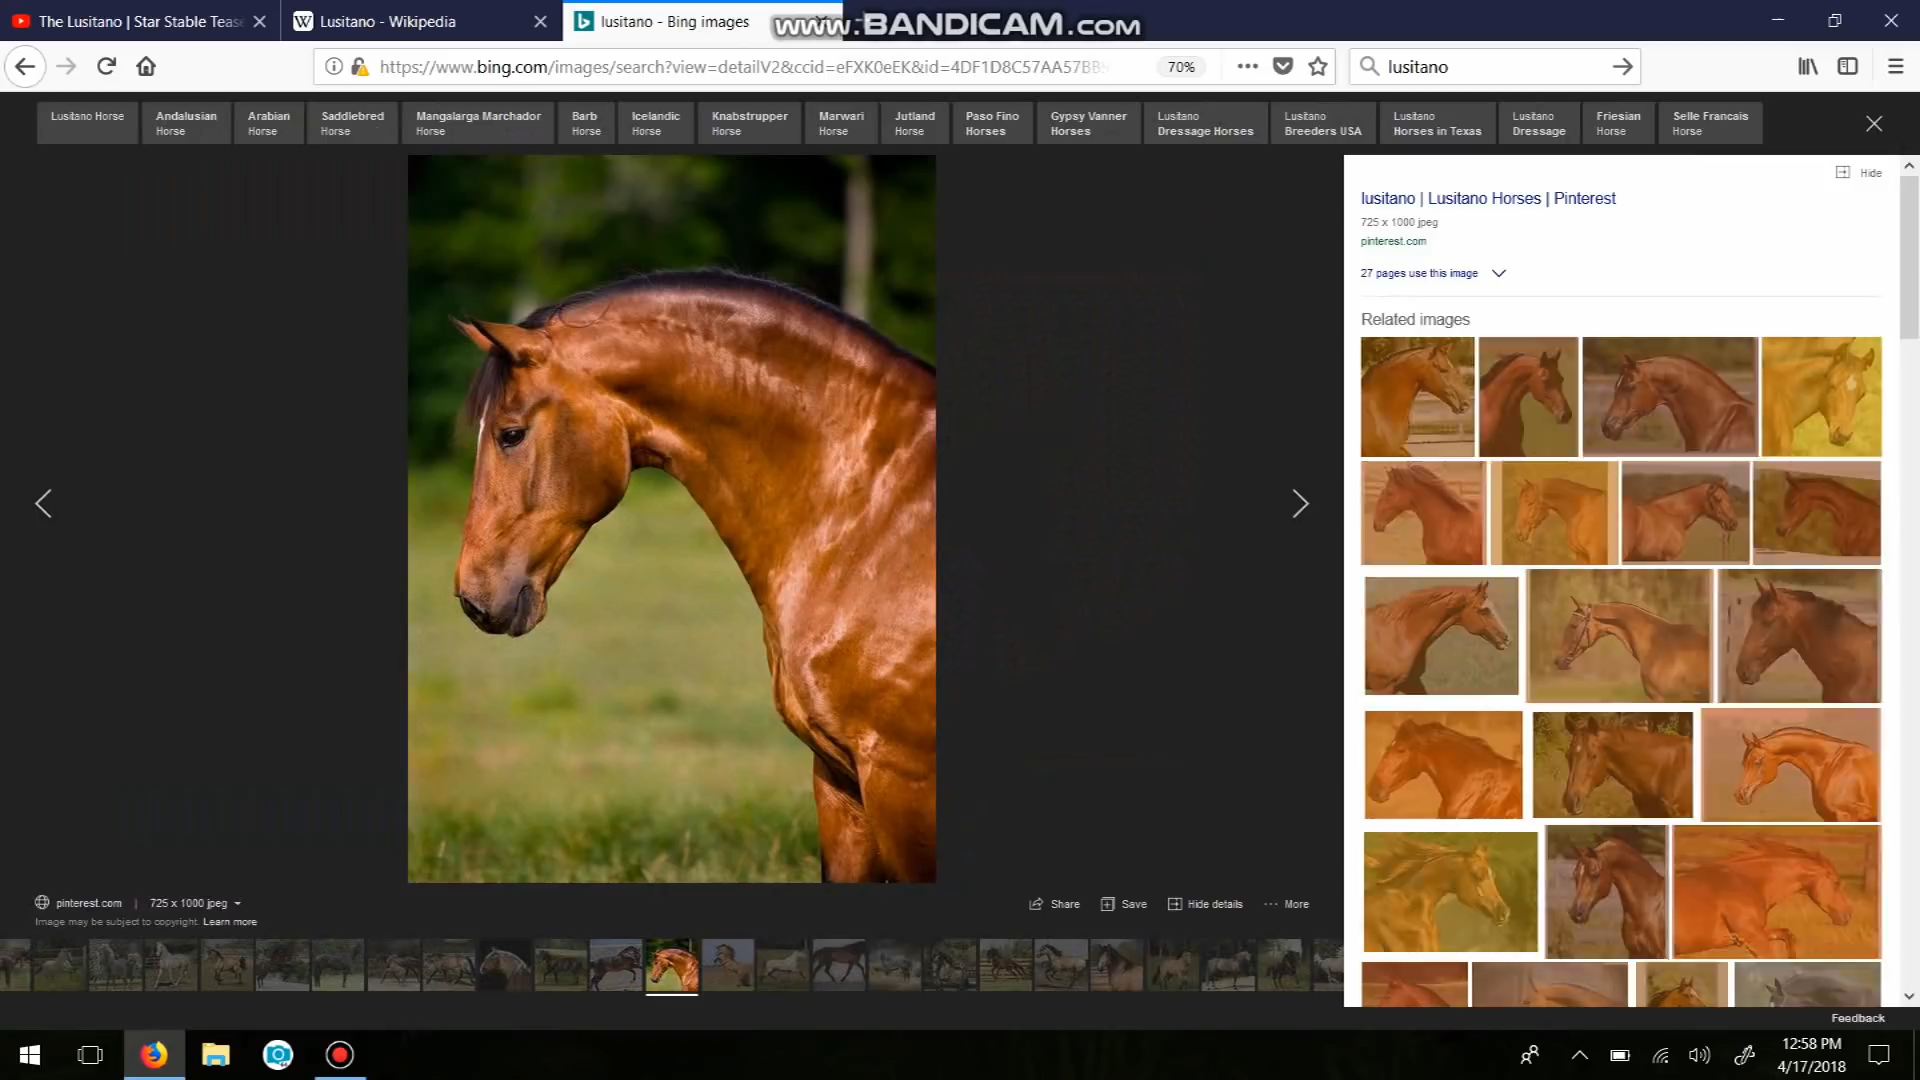 The Lusitano | Star Stable Tease
Lusitano - Wikipedia
lusitano - Bing images
www.BANDICAM.com
https://www.bing.com/images/search?view=detailV2&ccid=eFXK0eEK&id=4DF1D8C57AA57BB
70%
lusitano
Lusitano Horse
Andalusian
Horse
Arabian
Horse
Saddlebred
Horse
Mangalarga Marchador
Horse
Barb
Horse
Icelandic
Horse
Knabstrupper
Horse
Marwari
Horse
Jutland
Horse
Paso Fino
Horses
Gypsy Vanner
Horses
Lusitano
Dressage Horses
Lusitano
Breeders USA
Lusitano
Horses in Texas
Lusitano
Dressage
Friesian
Horse
Selle Francais
Horse
Hide
lusitano | Lusitano Horses | Pinterest
725 x 1000 jpeg
pinterest.com
27 pages use this image
Related images
pinterest.com | 725 x 1000 jpeg
Share Save Hide details More
Image may be subject to copyright. Learn more
Feedback
12:58 PM
4/17/2018